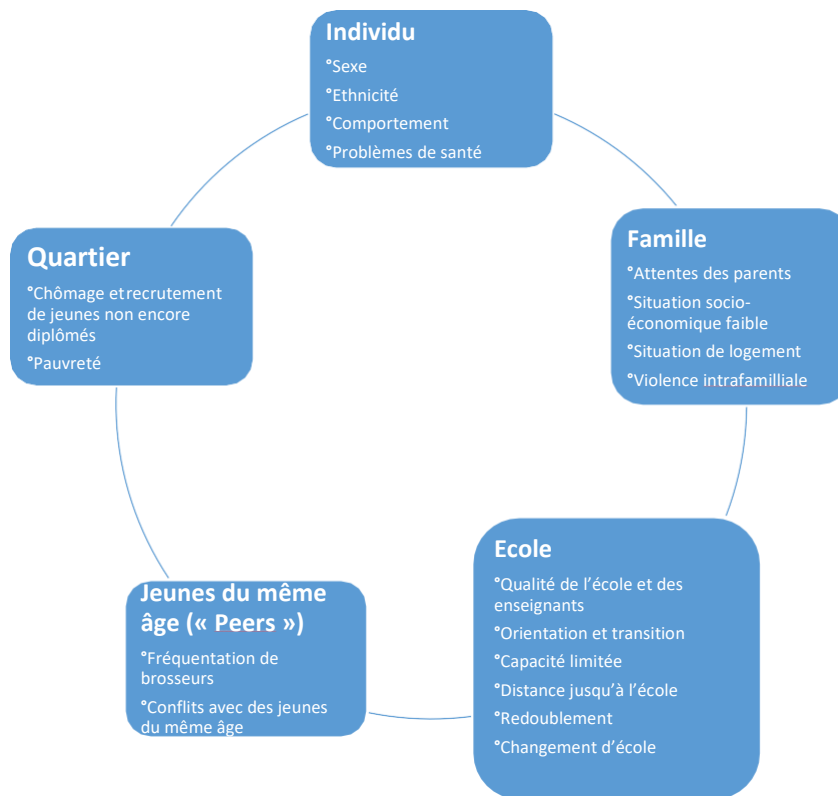 Individu
°Sexe
°Ethnicité
°Comportement
°Problèmes de santé
Famille
°Attentes des parents
°Situation socio-
économique faible
°Situation de logement
°Violence intrafamilliale
Ecole
°Qualité de l’école et des
enseignants
°Orientation et transition
°Capacité limitée
°Distance jusqu’à l’école
°Redoublement
°Changement d’école
Jeunes du même
âge (« Peers »)
°Fréquentation de
brosseurs
°Conflits avec des jeunes
du même âge
Quartier
°Chômage et recrutement
de jeunes non encore
diplômés
°Pauvreté